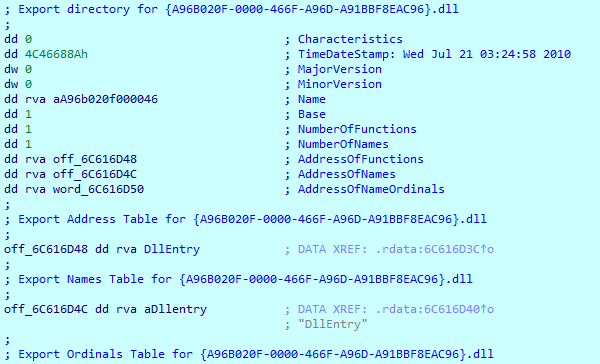 ; Export directory for {A96B020F-0000-466F-A96D-A91BBF8EAC96}.dll
;
dd 0 ; Characteristics
dd 4C46688Ah ; TimeDateStamp: Wed Jul 21 03:24:58 2010
dw 0 ; MajorVersion
dw 0 ; MinorVersion
dd rva aA96b020f000046 ; Name
dd 1 ; Base
dd 1 ; NumberOfFunctions
dd 1 ; NumberOfNames
dd rva off_6C616D48 ; AddressOfFunctions
dd rva off_6C616D4C ; AddressOfNames
dd rva word_6C616D50 ; AddressOfNameOrdinals
;
; Export Address Table for {A96B020F-0000-466F-A96D-A91BBF8EAC96}.dll
;
off_6C616D48 dd rva DllEntry ; DATA XREF: .rdata:6C616D3C↑o
;
; Export Names Table for {A96B020F-0000-466F-A96D-A91BBF8EAC96}.dll
;
off_6C616D4C dd rva aDllentry ; DATA XREF: .rdata:6C616D40↑o
; "DllEntry"
;
; Export Ordinals Table for {A96B020F-0000-466F-A96D-A91BBF8EAC96}.dll